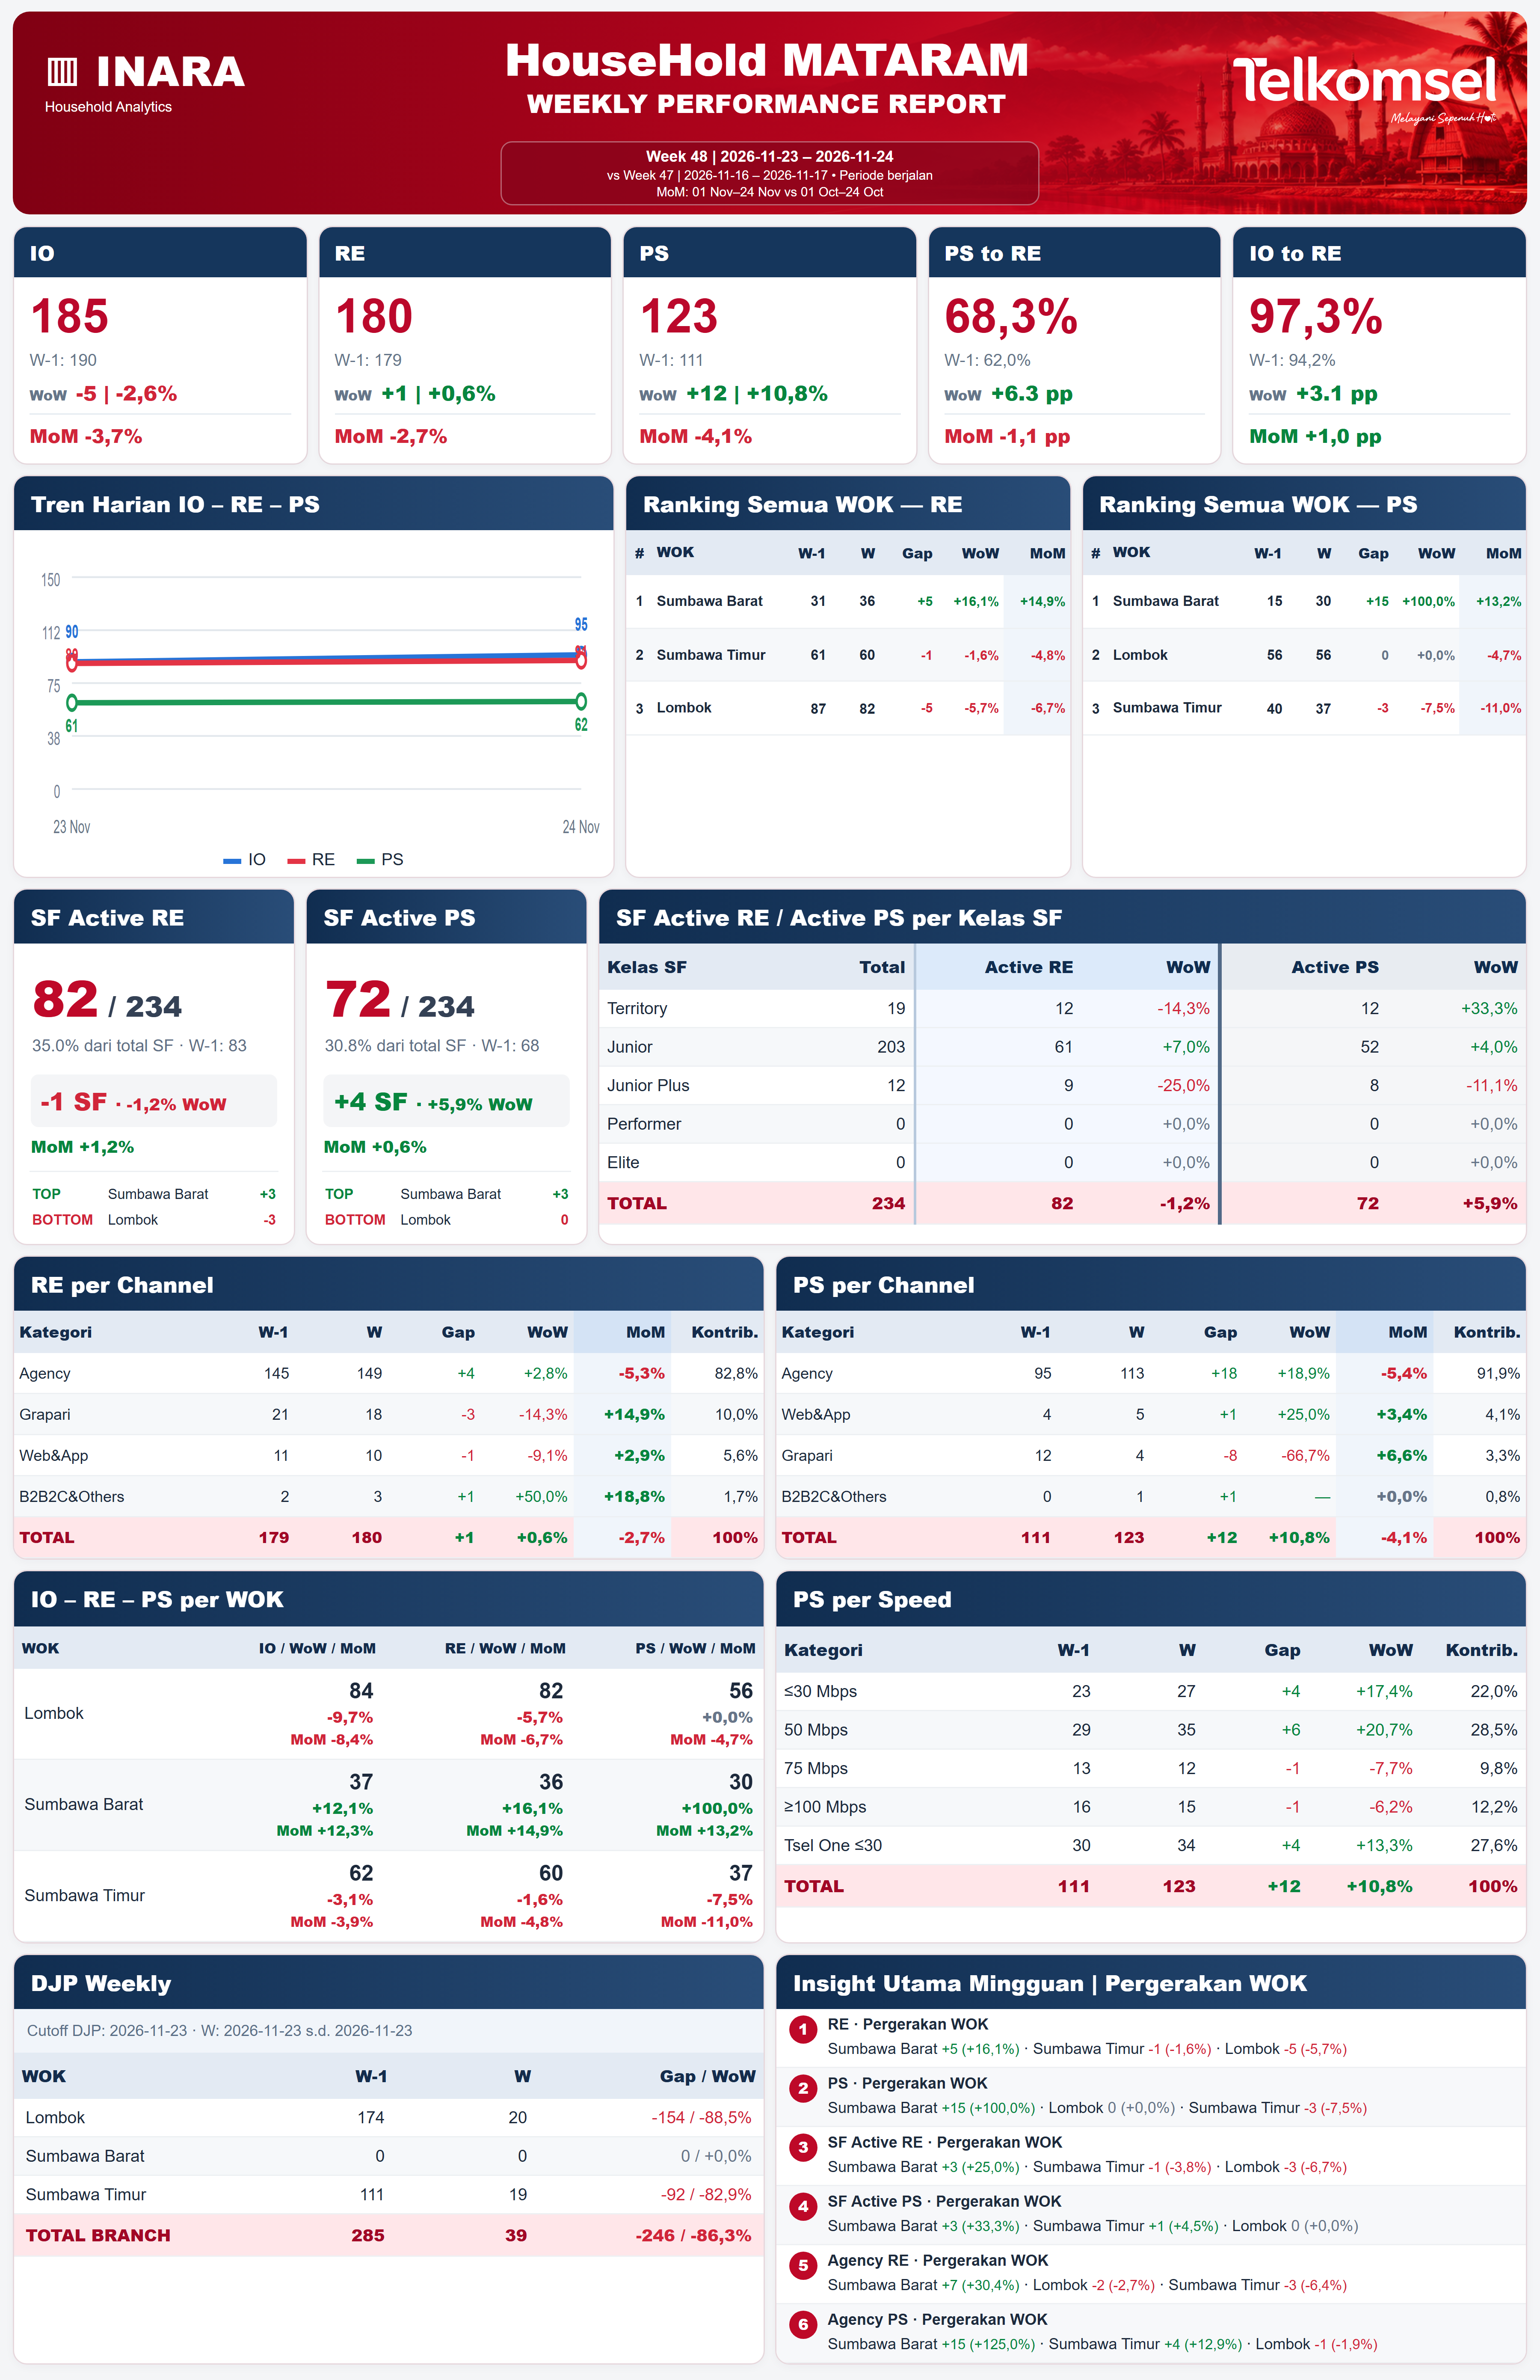 INARA
Household Analytics
HouseHold MATARAM
WEEKLY PERFORMANCE REPORT
Week 48 | 2026-11-23 – 2026-11-24
vs Week 47 | 2026-11-16 – 2026-11-17 • Periode berjalan
MoM: 01 Nov–24 Nov vs 01 Oct–24 Oct
Telkomsel
Melayani Sepenuh Hati
IO
185
W-1: 190
WoW -5 | -2,6%
MoM -3,7%
RE
180
W-1: 179
WoW +1 | +0,6%
MoM -2,7%
PS
123
W-1: 111
WoW +12 | +10,8%
MoM -4,1%
PS to RE
68,3%
W-1: 62,0%
WoW +6.3 pp
MoM -1,1 pp
IO to RE
97,3%
W-1: 94,2%
WoW +3.1 pp
MoM +1,0 pp
Tren Harian IO – RE – PS
150
112 90 95
75
61 62
38
0
23 Nov 24 Nov
IO RE PS
Ranking Semua WOK — RE
# WOK W-1 W Gap WoW MoM
1 Sumbawa Barat 31 36 +5 +16,1% +14,9%
2 Sumbawa Timur 61 60 -1 -1,6% -4,8%
3 Lombok 87 82 -5 -5,7% -6,7%
Ranking Semua WOK — PS
# WOK W-1 W Gap WoW MoM
1 Sumbawa Barat 15 30 +15 +100,0% +13,2%
2 Lombok 56 56 0 +0,0% -4,7%
3 Sumbawa Timur 40 37 -3 -7,5% -11,0%
SF Active RE
82 / 234
35.0% dari total SF · W-1: 83
-1 SF · -1,2% WoW
MoM +1,2%
TOP Sumbawa Barat +3
BOTTOM Lombok -3
SF Active PS
72 / 234
30.8% dari total SF · W-1: 68
+4 SF · +5,9% WoW
MoM +0,6%
TOP Sumbawa Barat +3
BOTTOM Lombok 0
SF Active RE / Active PS per Kelas SF
Kelas SF Total Active RE WoW Active PS WoW
Territory 19 12 -14,3% 12 +33,3%
Junior 203 61 +7,0% 52 +4,0%
Junior Plus 12 9 -25,0% 8 -11,1%
Performer 0 0 +0,0% 0 +0,0%
Elite 0 0 +0,0% 0 +0,0%
TOTAL 234 82 -1,2% 72 +5,9%
RE per Channel
Kategori W-1 W Gap WoW MoM Kontrib.
Agency 145 149 +4 +2,8% -5,3% 82,8%
Grapari 21 18 -3 -14,3% +14,9% 10,0%
Web&App 11 10 -1 -9,1% +2,9% 5,6%
B2B2C&Others 2 3 +1 +50,0% +18,8% 1,7%
TOTAL 179 180 +1 +0,6% -2,7% 100%
PS per Channel
Kategori W-1 W Gap WoW MoM Kontrib.
Agency 95 113 +18 +18,9% -5,4% 91,9%
Web&App 4 5 +1 +25,0% +3,4% 4,1%
Grapari 12 4 -8 -66,7% +6,6% 3,3%
B2B2C&Others 0 1 +1 — +0,0% 0,8%
TOTAL 111 123 +12 +10,8% -4,1% 100%
IO – RE – PS per WOK
WOK IO / WoW / MoM RE / WoW / MoM PS / WoW / MoM
84 82 56
Lombok -9,7% -5,7% +0,0%
MoM -8,4% MoM -6,7% MoM -4,7%
37 36 30
Sumbawa Barat +12,1% +16,1% +100,0%
MoM +12,3% MoM +14,9% MoM +13,2%
62 60 37
Sumbawa Timur -3,1% -1,6% -7,5%
MoM -3,9% MoM -4,8% MoM -11,0%
PS per Speed
Kategori W-1 W Gap WoW Kontrib.
≤30 Mbps 23 27 +4 +17,4% 22,0%
50 Mbps 29 35 +6 +20,7% 28,5%
75 Mbps 13 12 -1 -7,7% 9,8%
≥100 Mbps 16 15 -1 -6,2% 12,2%
Tsel One ≤30 30 34 +4 +13,3% 27,6%
TOTAL 111 123 +12 +10,8% 100%
DJP Weekly
Cutoff DJP: 2026-11-23 · W: 2026-11-23 s.d. 2026-11-23
WOK W-1 W Gap / WoW
Lombok 174 20 -154 / -88,5%
Sumbawa Barat 0 0 0 / +0,0%
Sumbawa Timur 111 19 -92 / -82,9%
TOTAL BRANCH 285 39 -246 / -86,3%
Insight Utama Mingguan | Pergerakan WOK
1 RE · Pergerakan WOK
Sumbawa Barat +5 (+16,1%) · Sumbawa Timur -1 (-1,6%) · Lombok -5 (-5,7%)
2 PS · Pergerakan WOK
Sumbawa Barat +15 (+100,0%) · Lombok 0 (+0,0%) · Sumbawa Timur -3 (-7,5%)
3 SF Active RE · Pergerakan WOK
Sumbawa Barat +3 (+25,0%) · Sumbawa Timur -1 (-3,8%) · Lombok -3 (-6,7%)
4 SF Active PS · Pergerakan WOK
Sumbawa Barat +3 (+33,3%) · Sumbawa Timur +1 (+4,5%) · Lombok 0 (+0,0%)
5 Agency RE · Pergerakan WOK
Sumbawa Barat +7 (+30,4%) · Lombok -2 (-2,7%) · Sumbawa Timur -3 (-6,4%)
6 Agency PS · Pergerakan WOK
Sumbawa Barat +15 (+125,0%) · Sumbawa Timur +4 (+12,9%) · Lombok -1 (-1,9%)